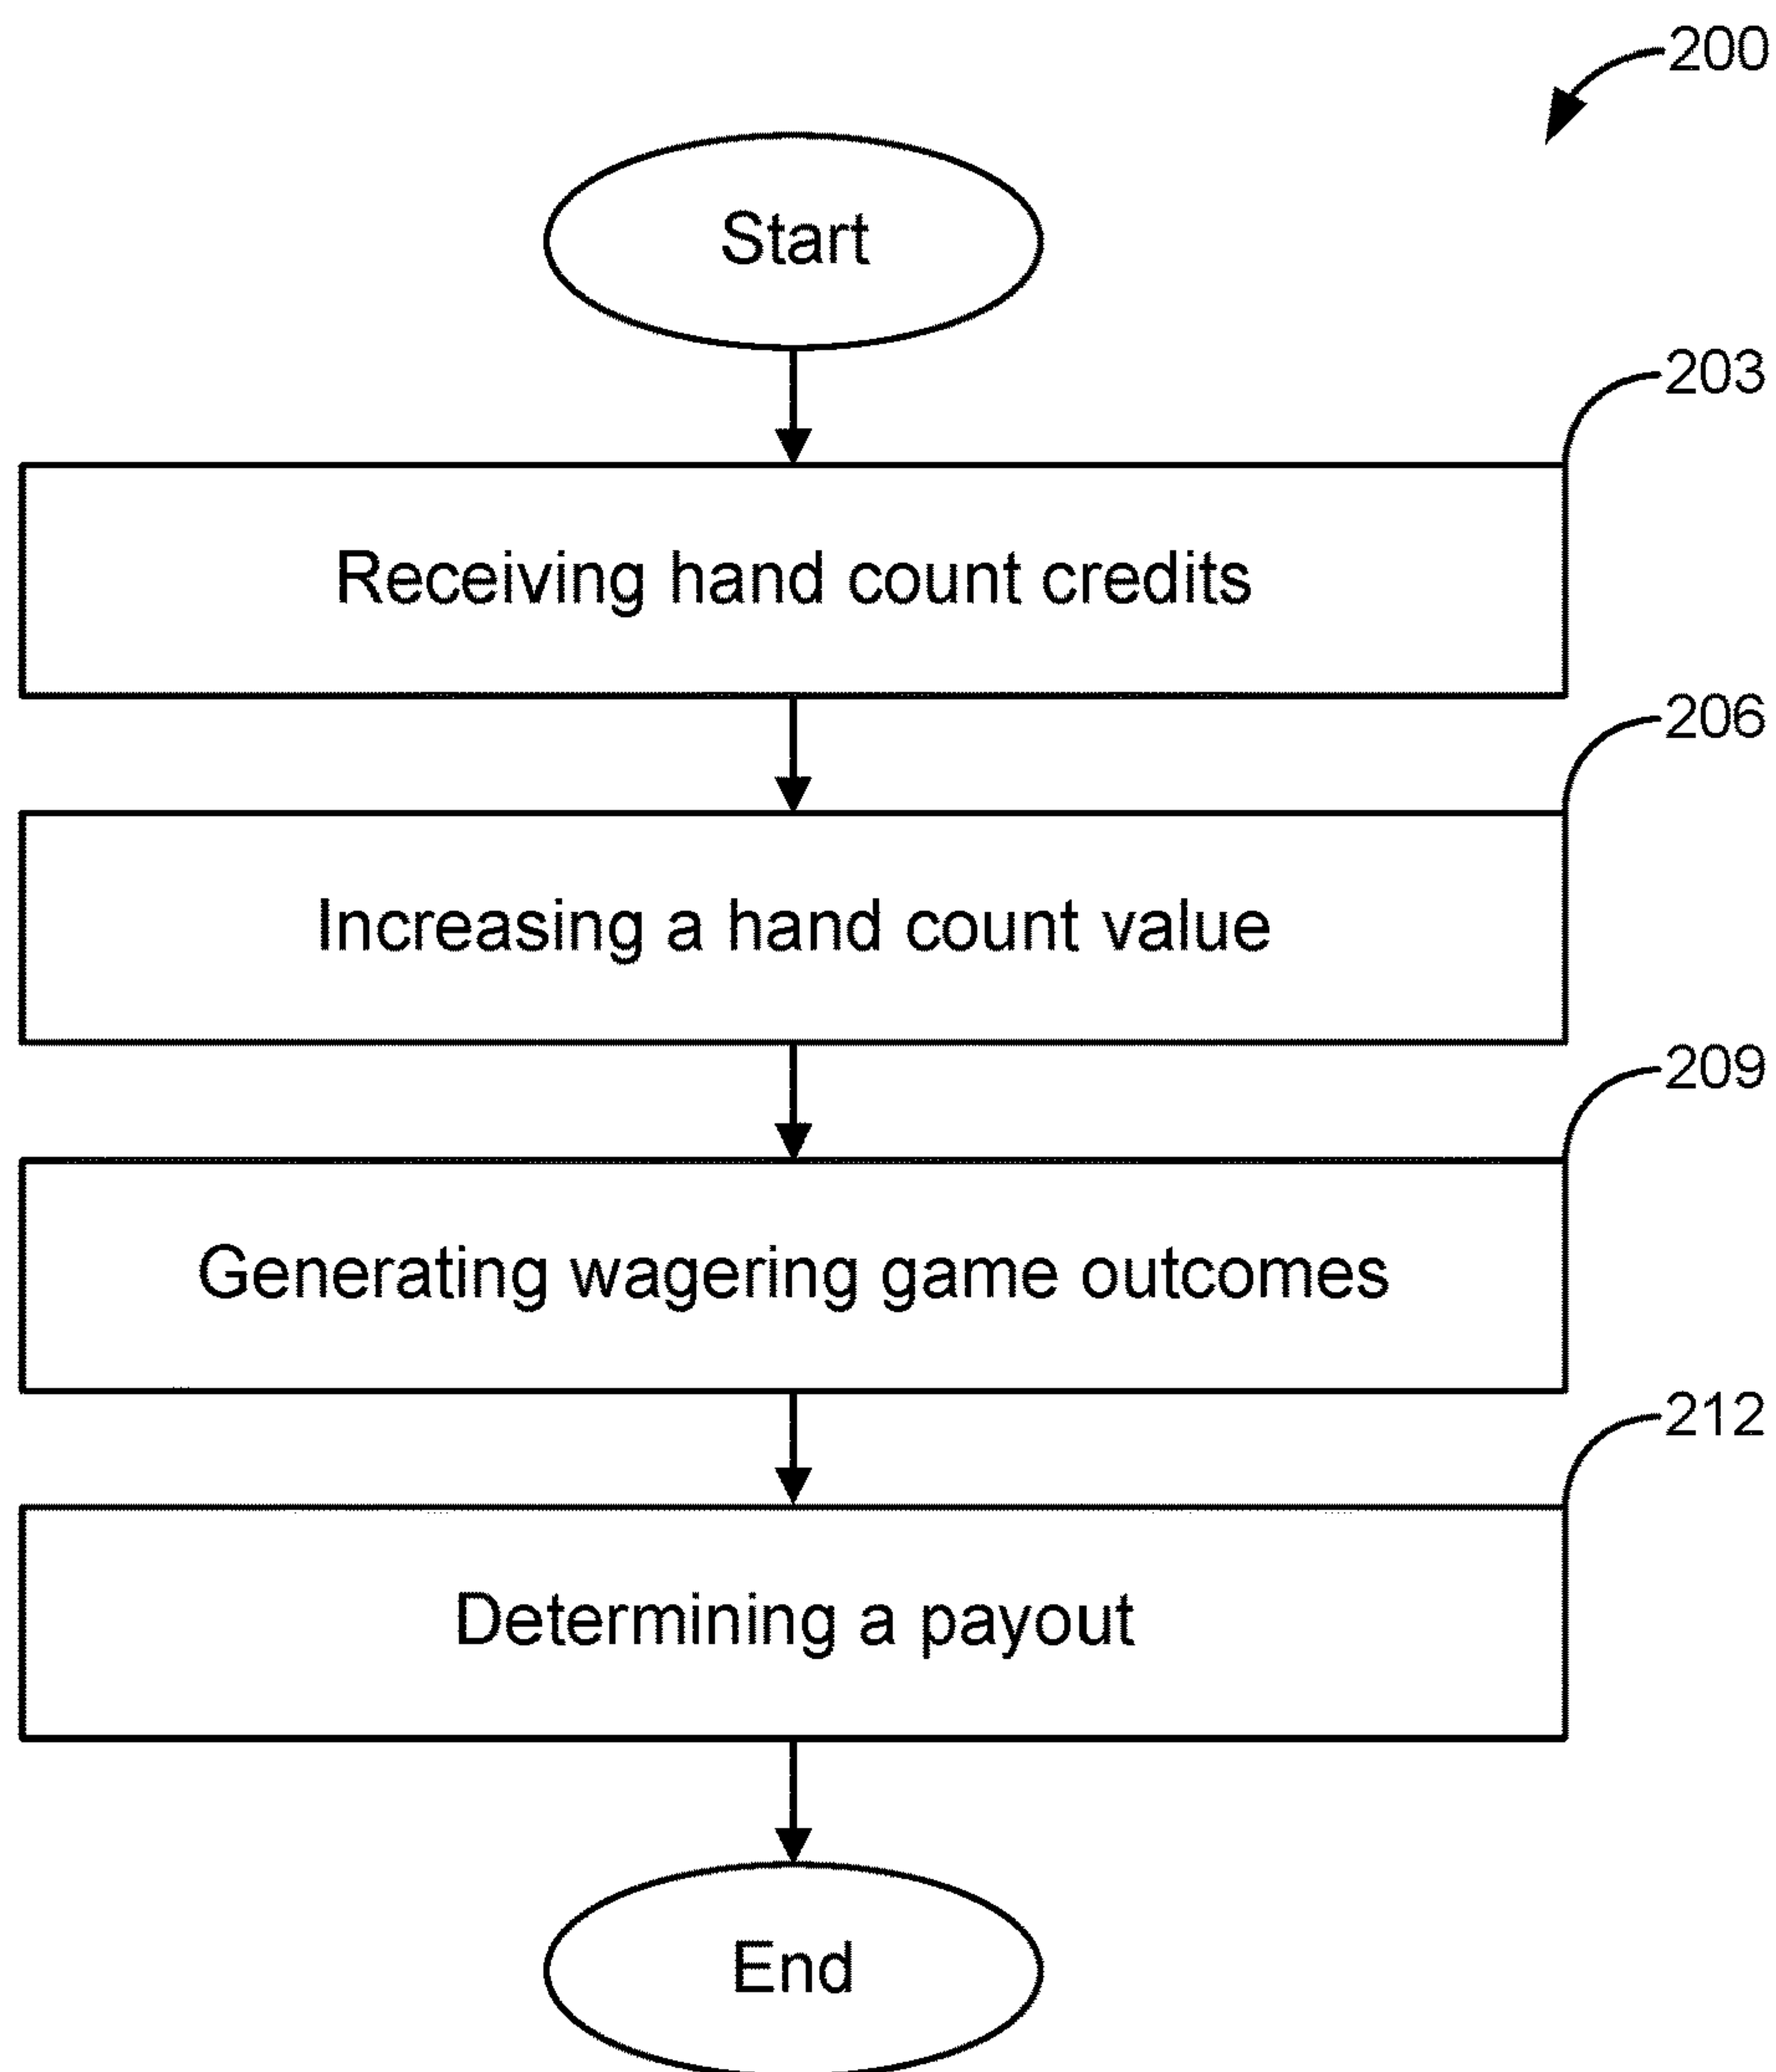 200
Start
203
Receiving hand count credits
206
Increasing a hand count value
209
Generating wagering game outcomes
212
Determining a payout
End